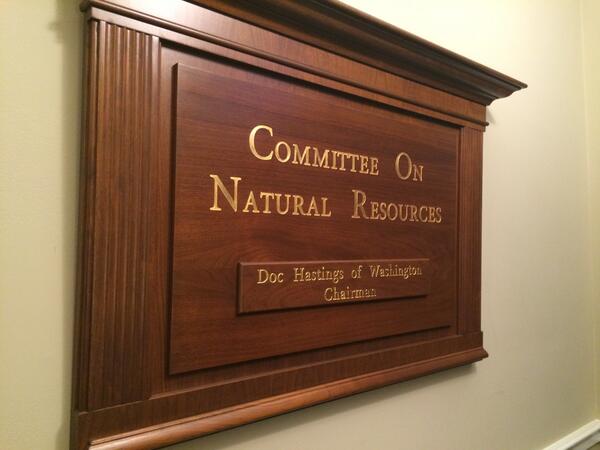 Committee On
Natural Resources
Doc Hastings of Washington
Chairman